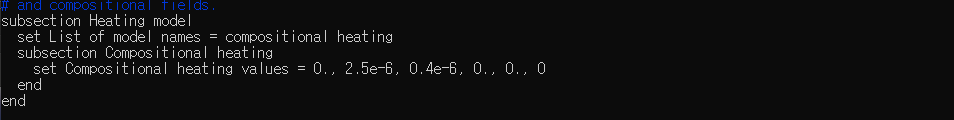 # and compositional fields.
subsection Heating model
  set List of model names = compositional heating
  subsection Compositional heating
    set Compositional heating values = 0., 2.5e-6, 0.4e-6, 0., 0., 0
  end
end